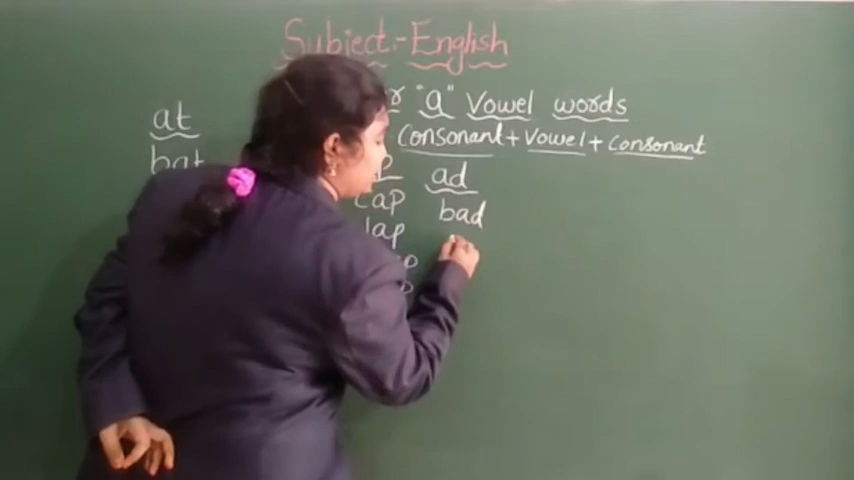 Subject:-English
"a" Vowel words
Consonant + Vowel + Consonant
at
bat
cap
lap
ad
bad